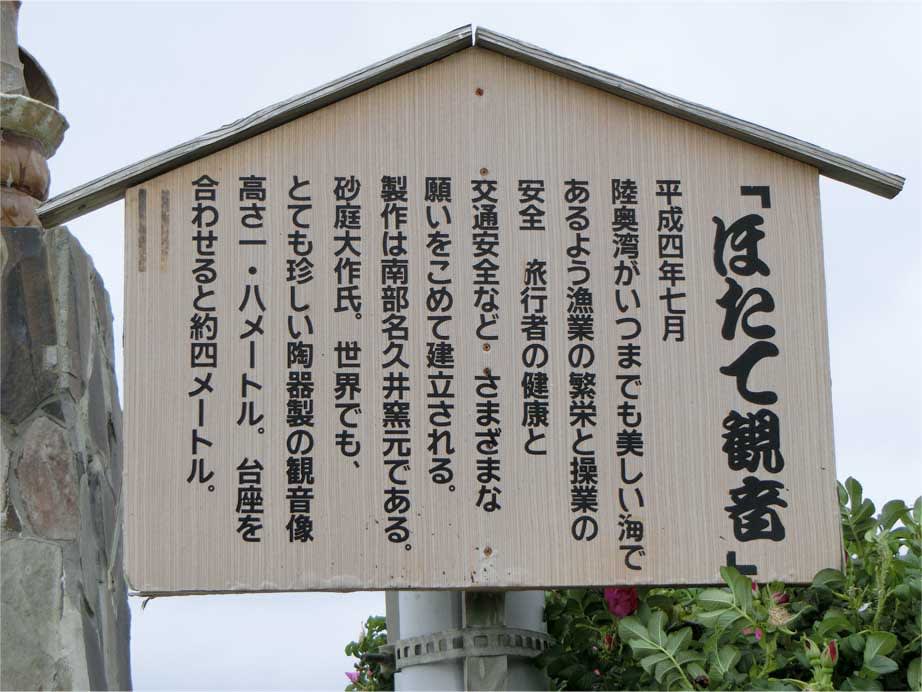 「ほたて観音」
平成四年七月
陸奥湾がいつまでも美しい海で
あるよう漁業の繁栄と操業の
安全　旅行者の健康と
交通安全など さまざまな
願いをこめて建立される。
製作は南部名久井窯元である。
砂庭大作氏。世界でも、
とても珍しい陶器製の観音像
高さ一・八メートル。台座を
合わせると約四メートル。